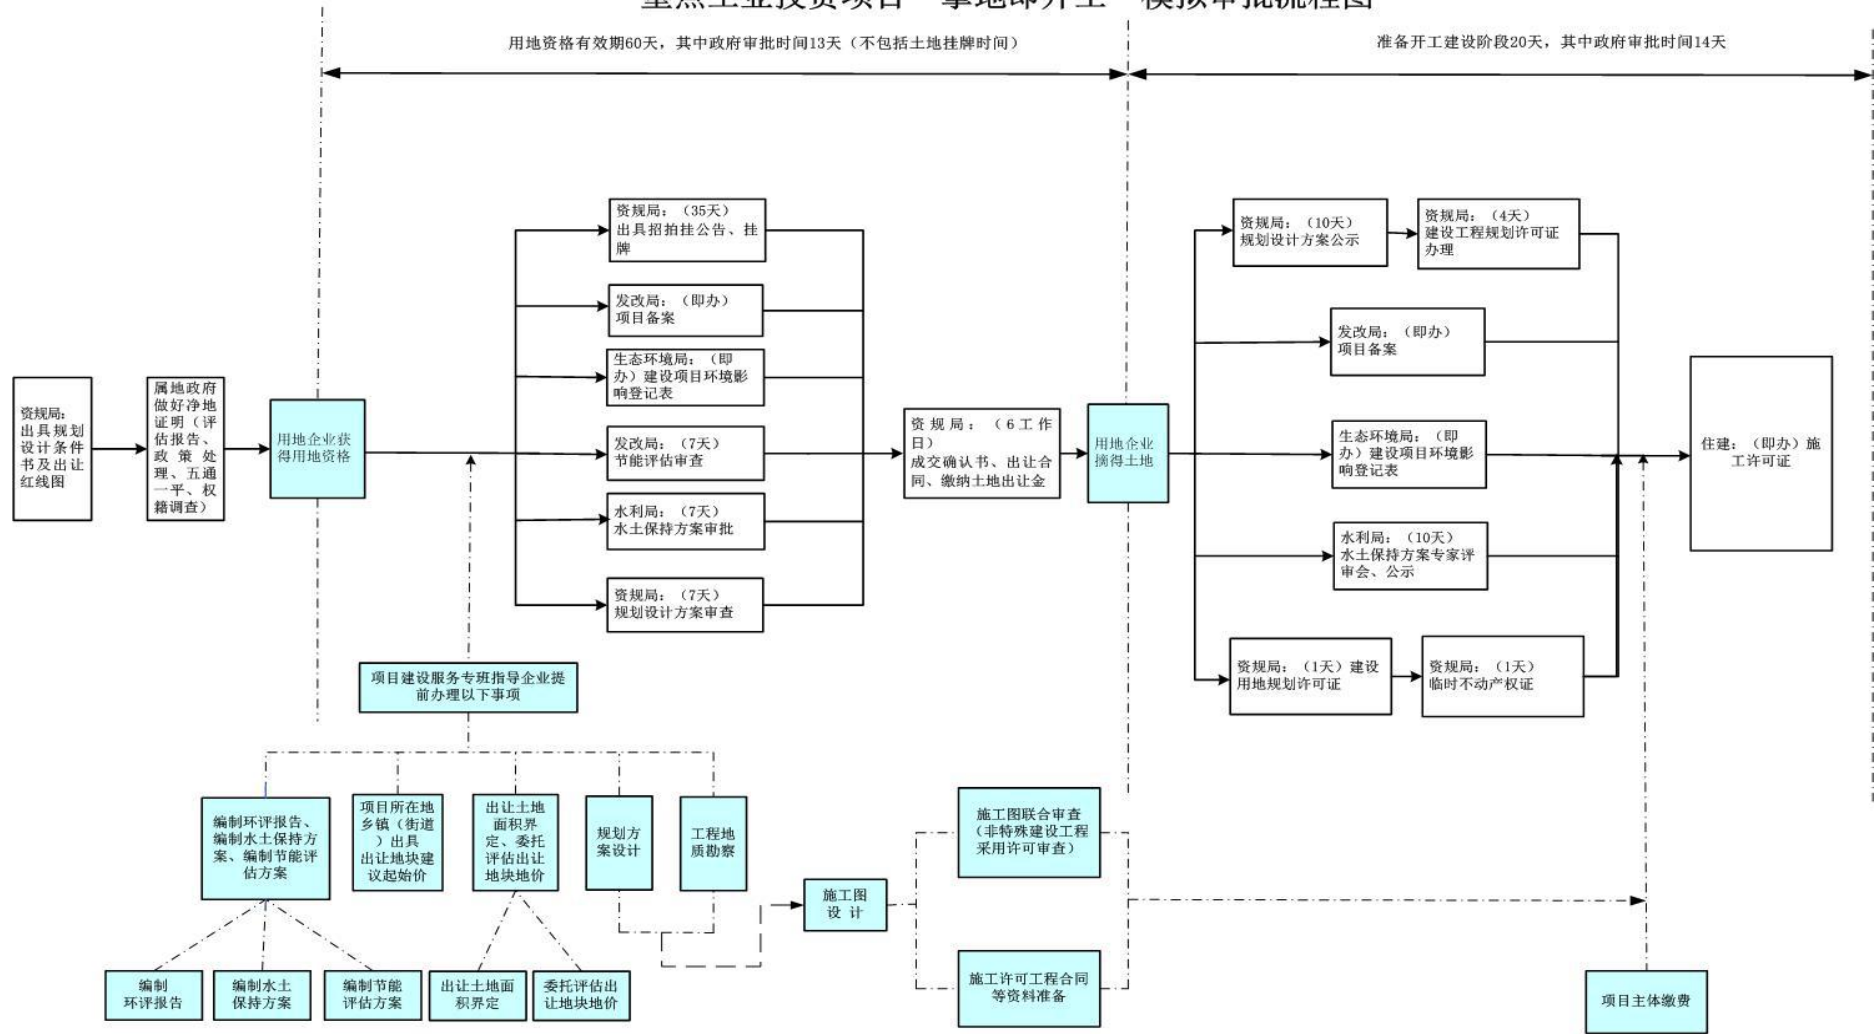 重点工业投资项目“拿地即开工”模拟审批流程图
用地资格有效期60天，其中政府审批时间13天（不包括土地挂牌时间）
准备开工建设阶段20天，其中政府审批时间14天
资规局：
出具规划
设计条件
书及出让
红线图
属地政府
做好净地
证明（评
估报告、
政策处
理、五通
一平、权
籍调查）
用地企业获
得用地资格
资规局：（35天）
出具招拍挂公告、挂
牌
发改局：（即办）
项目备案
生态环境局：（即
办）建设项目环境影
响登记表
发改局：（7天）
节能评估审查
水利局：（7天）
水土保持方案审批
资规局：（7天）
规划设计方案审查
资规局：（6工作
日）
成交确认书、出让合
同、缴纳土地出让金
用地企业
摘得土地
资规局：（10天）
规划设计方案公示
资规局：（4天）
建设工程规划许可证
办理
发改局：（即办）
项目备案
生态环境局：（即
办）建设项目环境影
响登记表
水利局：（10天）
水土保持方案专家评
审会、公示
资规局：（1天）建设
用地规划许可证
资规局：（1天）
临时不动产权证
住建：（即办）施
工许可证
项目建设服务专班指导企业提
前办理以下事项
编制环评报告、
编制水土保持方
案、编制节能评
估方案
项目所在地
乡镇（街道
）出具
出让地块建
议起始价
出让土地
面积界
定、委托
评估出让
地块地价
规划方
案设计
工程地
质勘察
施工图
设 计
施工图联合审查
（非特殊建设工程
采用许可审查）
施工许可工程合同
等资料准备
编制
环评报告
编制水土
保持方案
编制节能
评估方案
出让土地面
积界定
委托评估出
让地块地价
项目主体缴费